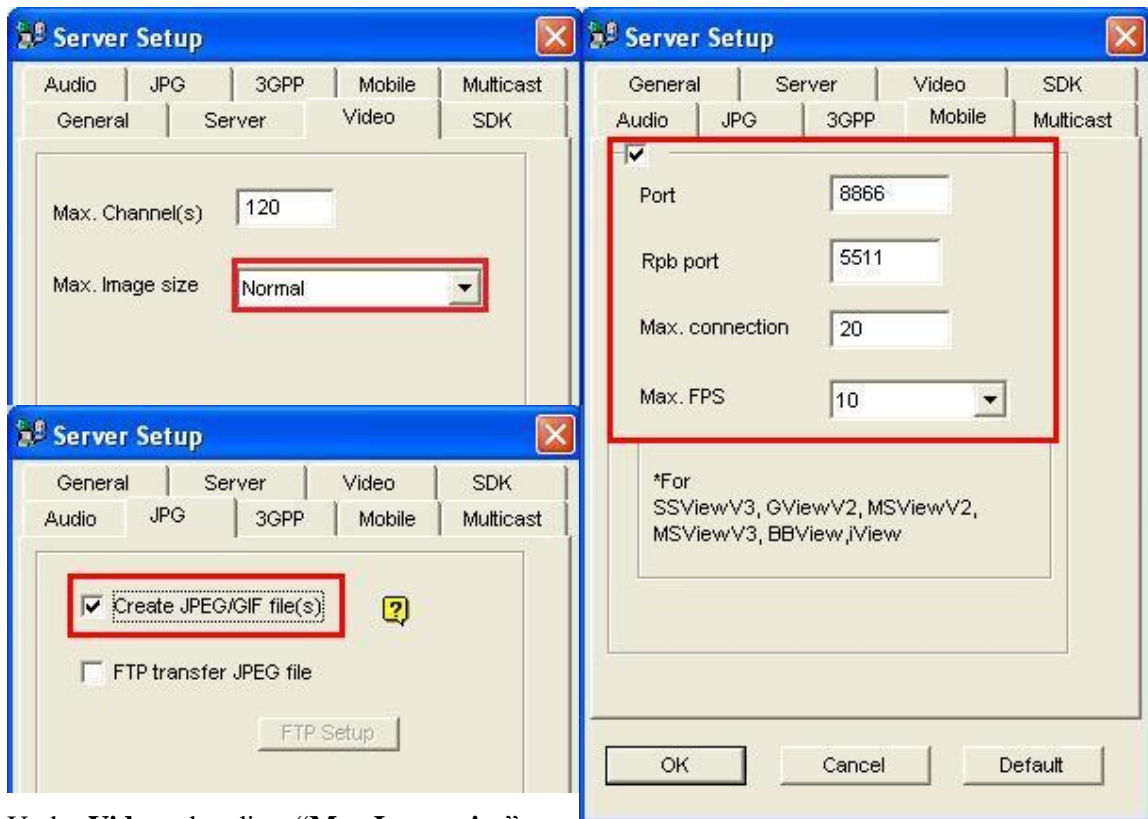 Server Setup
Audio JPG 3GPP Mobile Multicast
General Server Video SDK
Max. Channel(s) 120
Max. Image size Normal
Server Setup
General Server Video SDK
Audio JPG 3GPP Mobile Multicast
Create JPEG/GIF file(s)
FTP transfer JPEG file
FTP Setup
Server Setup
General Server Video SDK
Audio JPG 3GPP Mobile Multicast
Port 8866
Rpb port 5511
Max. connection 20
Max. FPS 10
*For
SSViewV3, GViewV2, MSViewV2,
MSViewV3, BBView,iView
OK Cancel Default